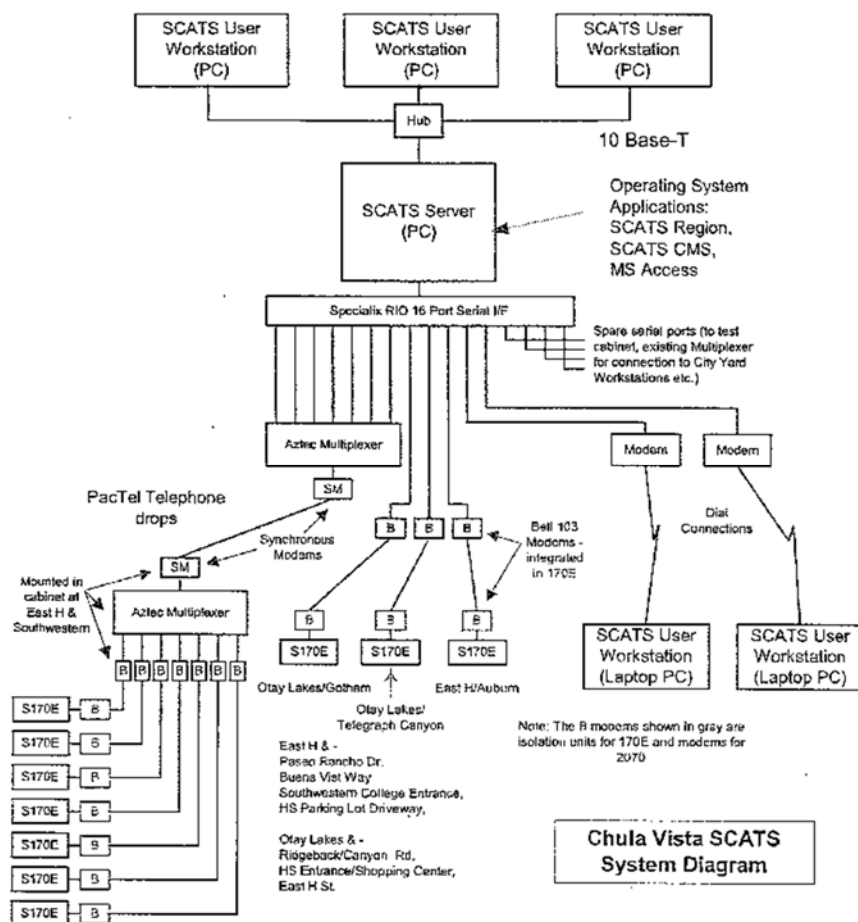 SCATS User
Workstation
(PC)
SCATS User
Workstation
(PC)
SCATS User
Workstation
(PC)
Hub
10 Base-T
SCATS Server
(PC)
Operating System
Applications:
SCATS Region,
SCATS CMS,
MS Access
Specialix RIO 16 Port Serial I/F
Spare serial ports (to test
cabinet, existing Multiplexer
for connection to City Yard
Workstations etc.)
Aztec Multiplexer
Modem
Modem
SM
PacTel Telephone
drops
Synchronous
Modems
B
B
B
Bell 103
Modems -
integrated
in 170E
Dial
Connections
SM
Mounted in
cabinet at
East H &
Southwestern
Aztec Multiplexer
B
B
B
S170E
S170E
S170E
SCATS User
Workstation
(Laptop PC)
SCATS User
Workstation
(Laptop PC)
B
B
B
B
B
B
B
Otay Lakes/Gotham
East H/Auburn
Otay Lakes/
Telegraph Canyon
S170E
B
S170E
B
S170E
B
S170E
B
S170E
B
S170E
B
S170E
B
East H & -
Paseo Rancho Dr.
Buena Vist Way
Southwestern College Entrance,
HS Parking Lot Driveway,
Otay Lakes & -
Ridgeback/Canyon Rd,
HS Entrance/Shopping Center,
East H St.
Note: The B modems shown in gray are
isolation units for 170E and modems for
2070
Chula Vista SCATS
System Diagram